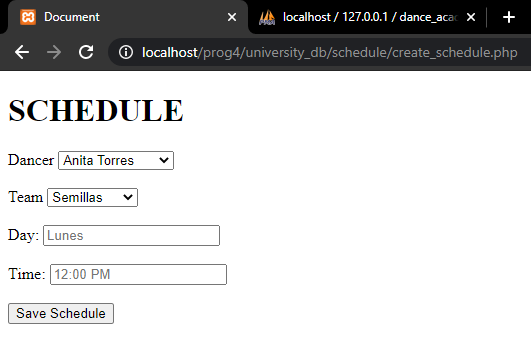 Document
localhost / 127.0.0.1 / dance_aca
localhost/prog4/university_db/schedule/create_schedule.php
SCHEDULE
Dancer Anita Torres
Team Semillas
Day: Lunes
Time: 12:00 PM
Save Schedule